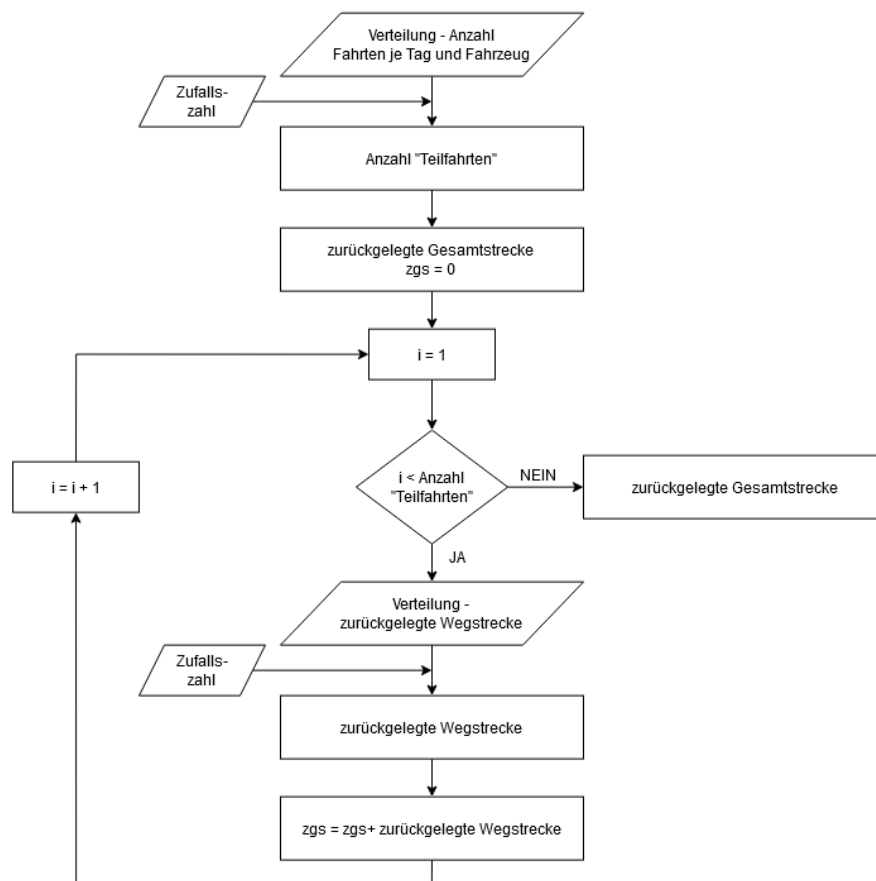 Verteilung - Anzahl
Fahrten je Tag und Fahrzeug
Zufalls-
zahl
Anzahl "Teilfahrten"
zurückgelegte Gesamtstrecke
zgs = 0
i = 1
i = i + 1
i < Anzahl
"Teilfahrten"
NEIN
zurückgelegte Gesamtstrecke
JA
Verteilung -
zurückgelegte Wegstrecke
Zufalls-
zahl
zurückgelegte Wegstrecke
zgs = zgs+ zurückgelegte Wegstrecke